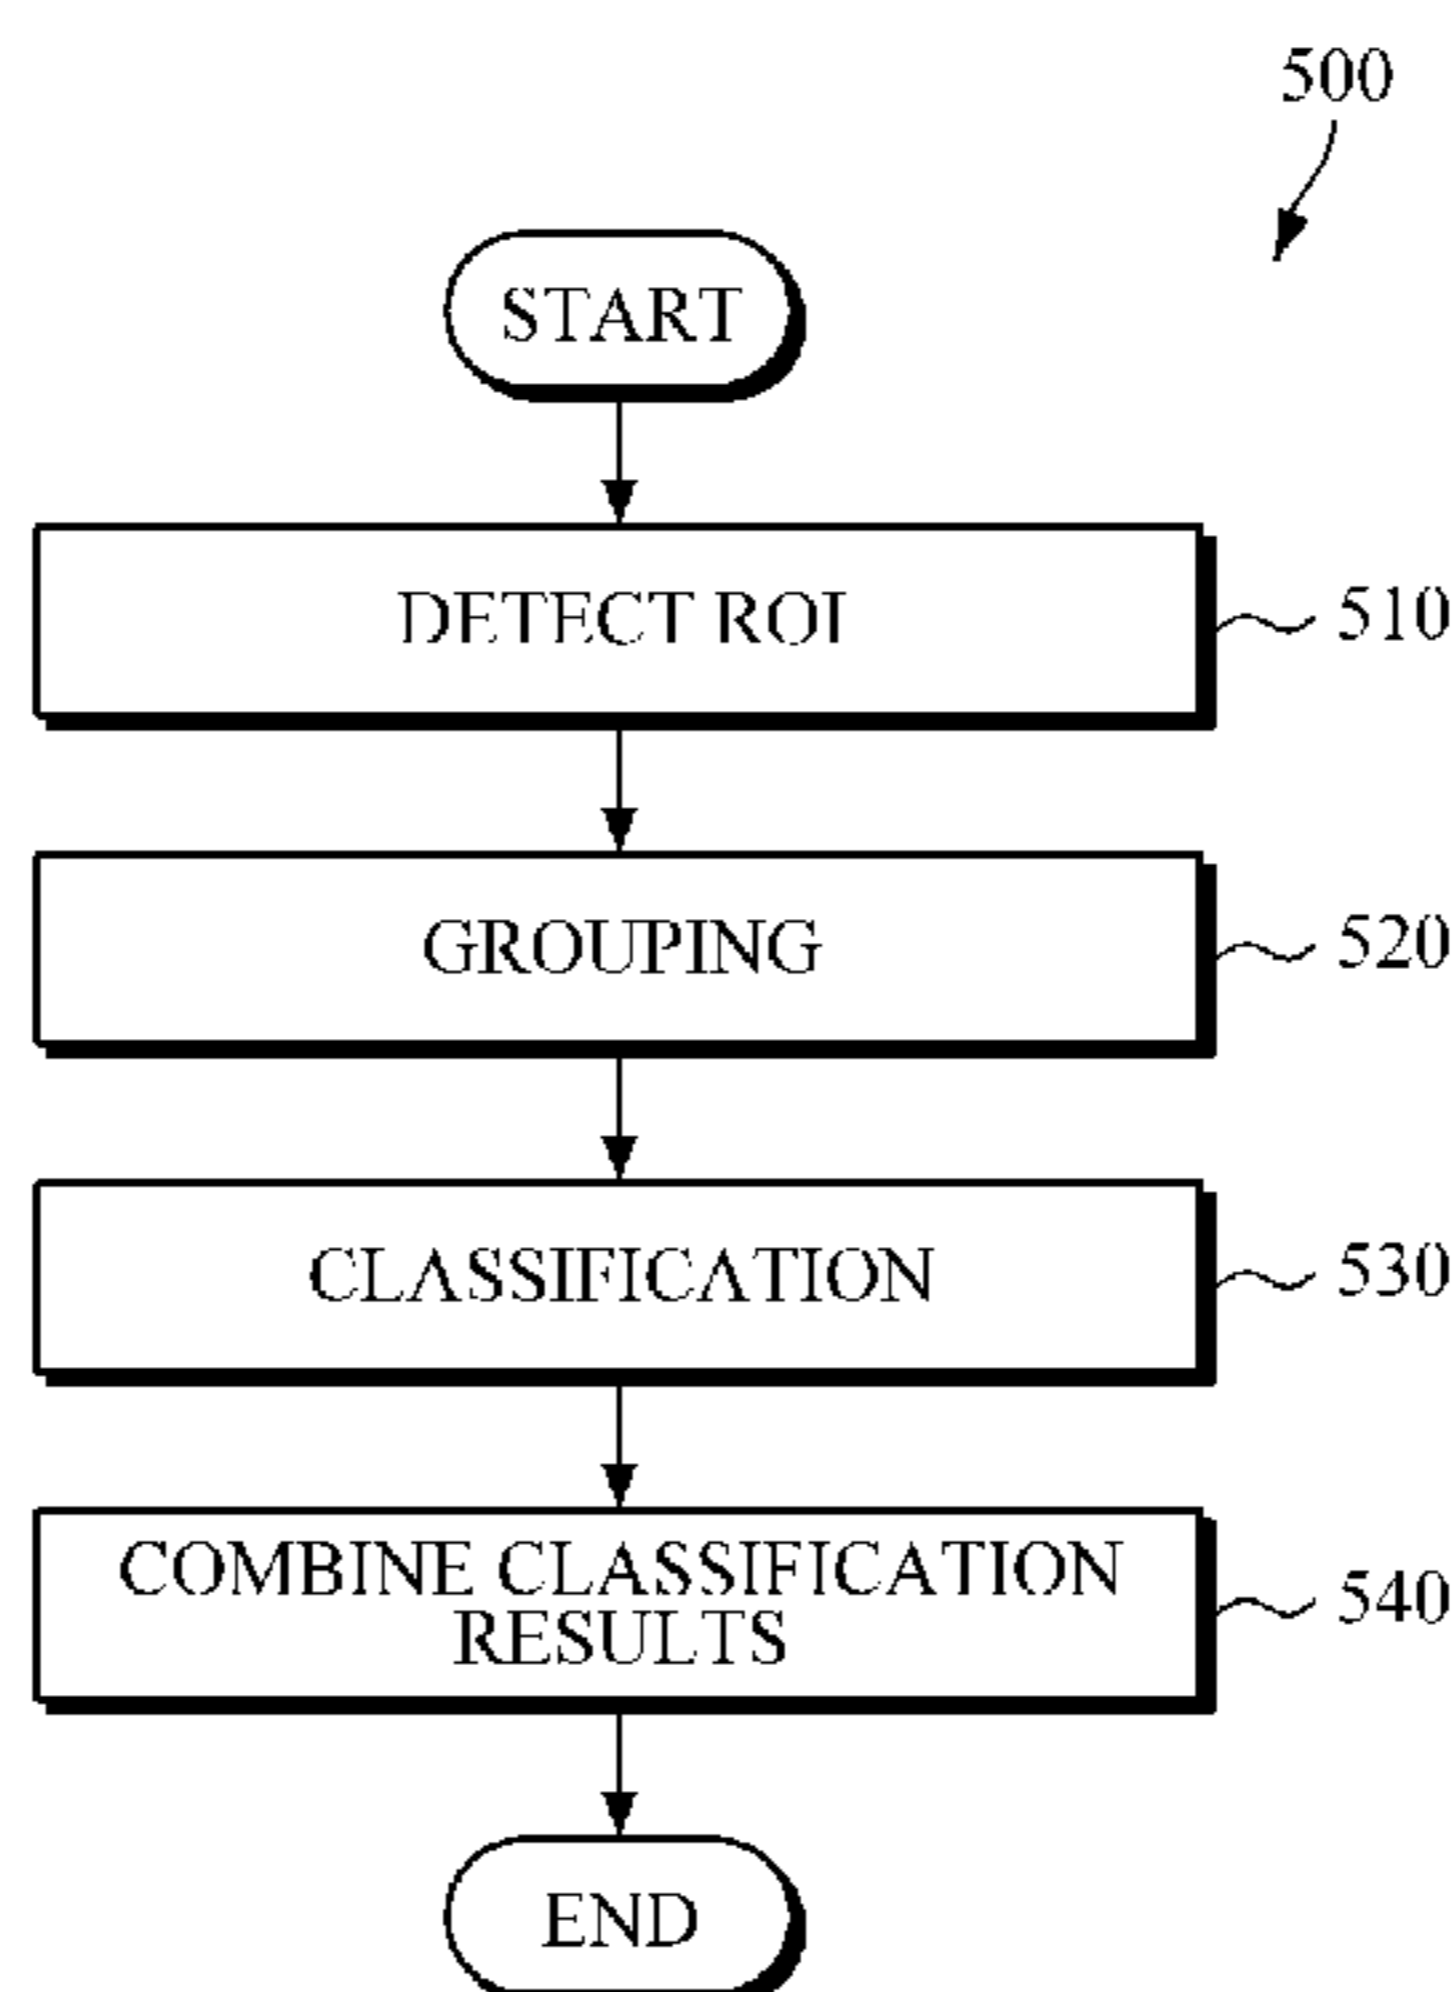 500
START
DETECT ROI
510
GROUPING
520
CLASSIFICATION
530
COMBINE CLASSIFICATION
RESULTS
540
END